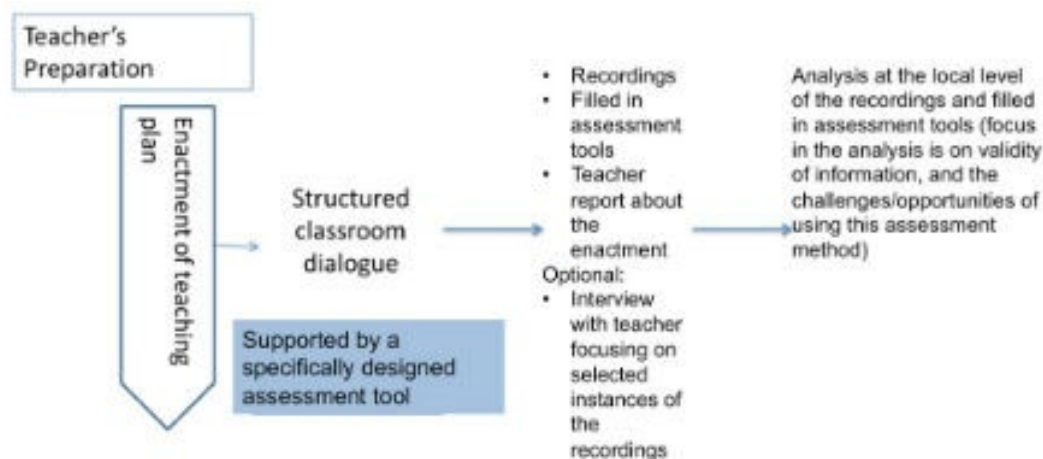 Teacher's
Preparation
Enactment of teaching
plan
Structured
classroom
dialogue
Supported by a
specifically designed
assessment tool
• Recordings
• Filled in
assessment
tools
• Teacher
report about
the
enactment
Optional:
• Interview
with teacher
focusing on
selected
instances of
the
recordings
Analysis at the local level
of the recordings and filled
in assessment tools (focus
in the analysis is on validity
of information, and the
challenges/opportunities of
using this assessment
method)